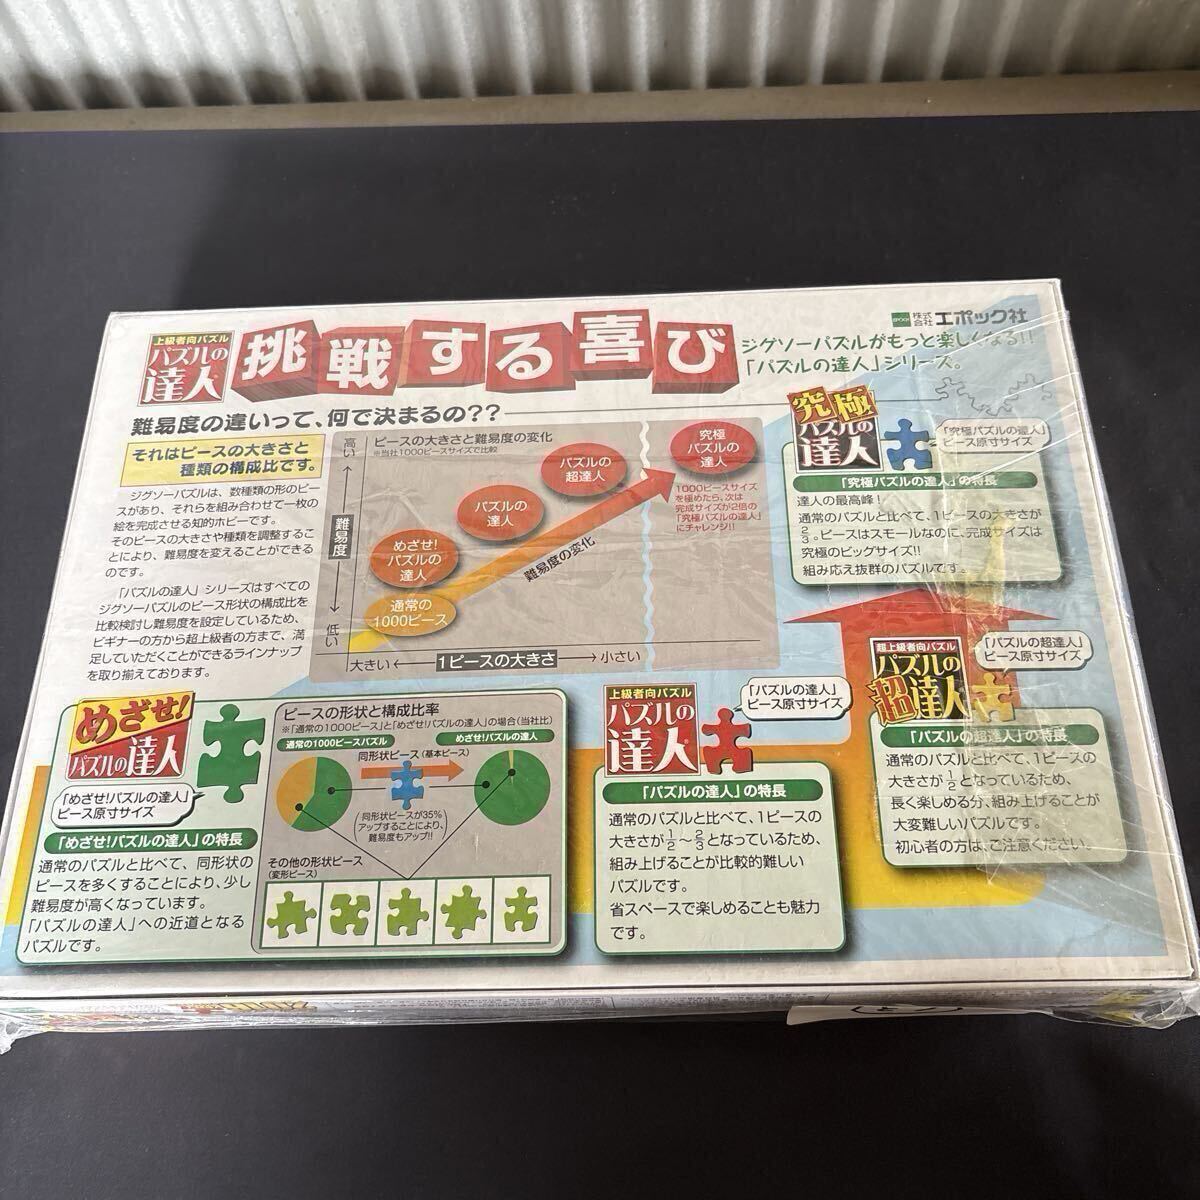 上級者向パズル
パズルの
達人
挑戦する喜び
EPOCH 株式会社 エポック社
ジグソーパズルがもっと楽しくなる!!
「パズルの達人」シリーズ。
難易度の違いって、何で決まるの??
それはピースの大きさと
種類の構成比です。
ジグソーパズルは、数種類の形のピー
スがあり、それらを組み合わせて一枚の
絵を完成させる知的ホビーです。
そのピースの大きさや種類を調整するこ
とにより、難易度を変えることができる
のです。
「パズルの達人」シリーズはすべての
ジグソーパズルのピース形状の構成比を
比較検討し難易度を設定しているため、
ビギナーの方から超上級者の方まで、満
足していただくことができるラインナップ
を取り揃えております。
ピースの大きさと難易度の変化
※当社1000ピースサイズで比較
高い
難易度
低い
通常の
1000ピース
めざせ!
パズルの
達人
パズルの
達人
パズルの
超達人
究極
パズルの
達人
難易度の変化
1000ピースサイズ
を極めたら、次は
完成サイズが2倍の
「究極パズルの達人」
にチャレンジ!!
大きい 1ピースの大きさ 小さい
究極
パズルの
達人
「究極パズルの達人」
ピース原寸サイズ
「究極パズルの達人」の特長
達人の最高峰!
通常のパズルと比べて、1ピースの大きさが
2/3。ピースはスモールなのに、完成サイズは
究極のビッグサイズ!!
組み応え抜群のパズルです。
超上級者向パズル
パズルの
超達人
「パズルの超達人」
ピース原寸サイズ
「パズルの超達人」の特長
通常のパズルと比べて、1ピースの
大きさが1/2となっているため、
長く楽しめる分、組み上げることが
大変難しいパズルです。
初心者の方は、ご注意ください。
上級者向パズル
パズルの
達人
「パズルの達人」
ピース原寸サイズ
「パズルの達人」の特長
通常のパズルと比べて、1ピースの
大きさが1/2～2/3となっているため、
組み上げることが比較的難しい
パズルです。
省スペースで楽しめることも魅力
です。
めざせ!
パズルの達人
「めざせ!パズルの達人」
ピース原寸サイズ
「めざせ!パズルの達人」の特長
通常のパズルと比べて、同形状の
ピースを多くすることにより、少し
難易度が高くなっています。
「パズルの達人」への近道となる
パズルです。
ピースの形状と構成比率
※「通常の1000ピース」と「めざせ!パズルの達人」の場合(当社比)
通常の1000ピースパズル
同形状ピース(基本ピース)
めざせ!パズルの達人
同形状ピースが35%
アップすることにより、
難易度もアップ!!
その他の形状ピース
(変形ピース)